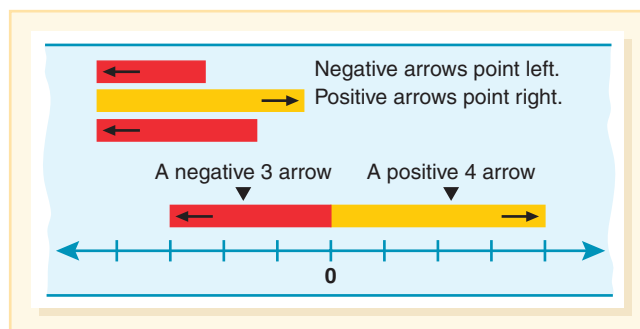 Negative arrows point left.
Positive arrows point right.
A negative 3 arrow A positive 4 arrow
0